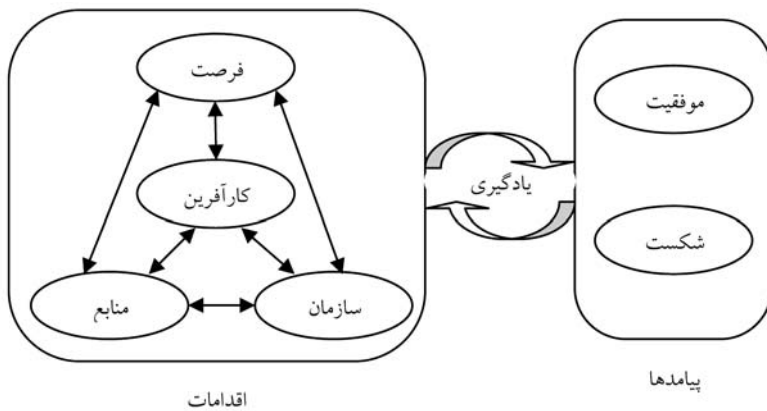 فرصت
موفقیت
کارآفرین
یادگیری
شکست
منابع
سازمان
پیامدها
اقدامات